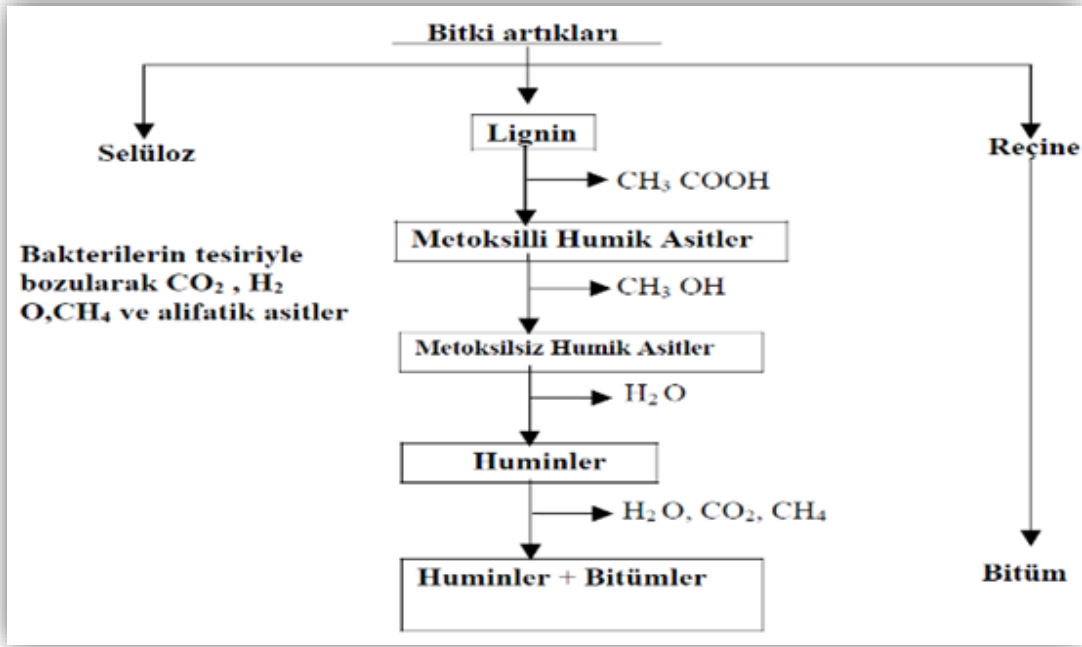 Bitki artıkları
Selüloz
Lignin
Reçine
CH₃ COOH
Metoksilli Humik Asitler
Bakterilerin tesiriyle
bozularak CO₂ , H₂
O,CH₄ ve alifatik asitler
CH₃ OH
Metoksilsiz Humik Asitler
H₂ O
Huminler
H₂ O, CO₂, CH₄
Huminler + Bitümler
Bitüm